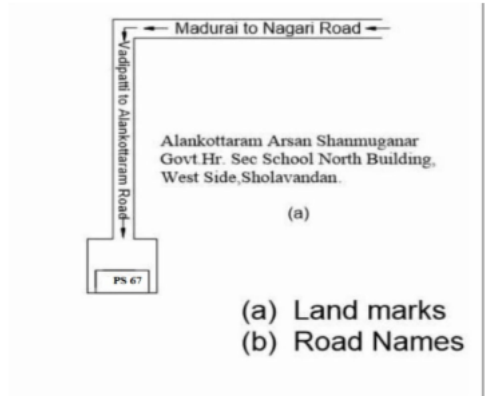 Madurai to Nagari Road
Vadipatti to Alankottaram Road
Alankottaram Arsan Shanmuganar
Govt.Hr. Sec School North Building,
West Side,Sholavandan.
(a)
PS 67
(a) Land marks
(b) Road Names